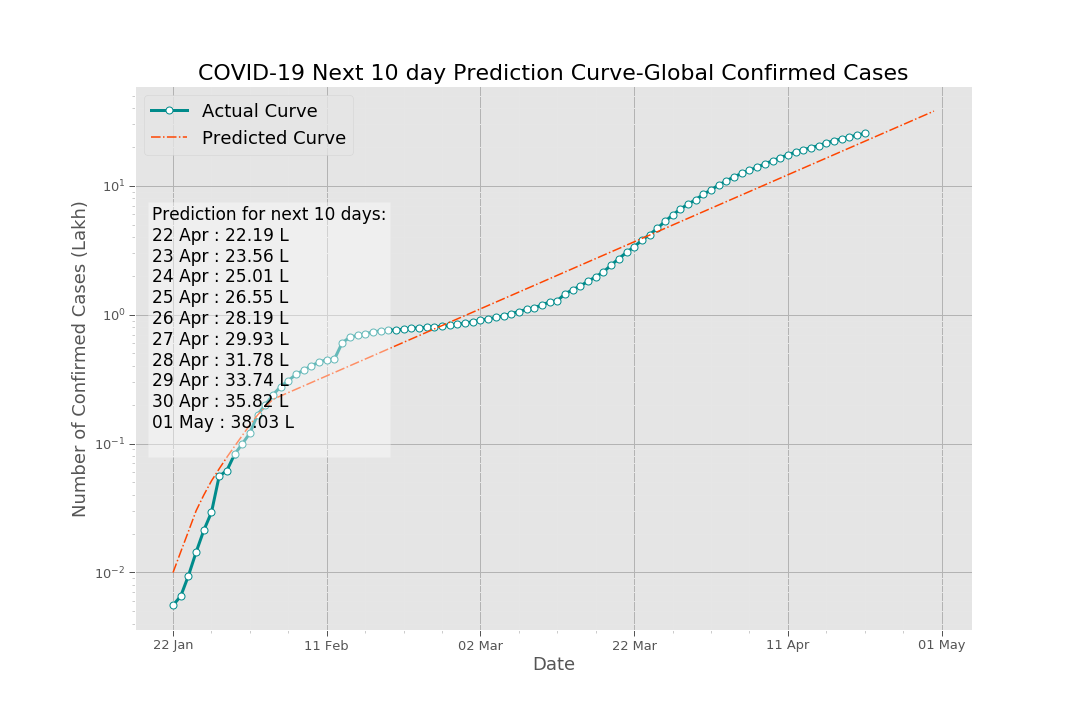 COVID-19 Next 10 day Prediction Curve-Global Confirmed Cases
Actual Curve
Predicted Curve
Prediction for next 10 days:
22 Apr : 22.19 L
23 Apr : 23.56 L
24 Apr : 25.01 L
25 Apr : 26.55 L
26 Apr : 28.19 L
27 Apr : 29.93 L
28 Apr : 31.78 L
29 Apr : 33.74 L
30 Apr : 35.82 L
01 May : 38.03 L
Number of Confirmed Cases (Lakh)
10¹
10⁰
10⁻¹
10⁻²
22 Jan 11 Feb 02 Mar 22 Mar 11 Apr 01 May
Date